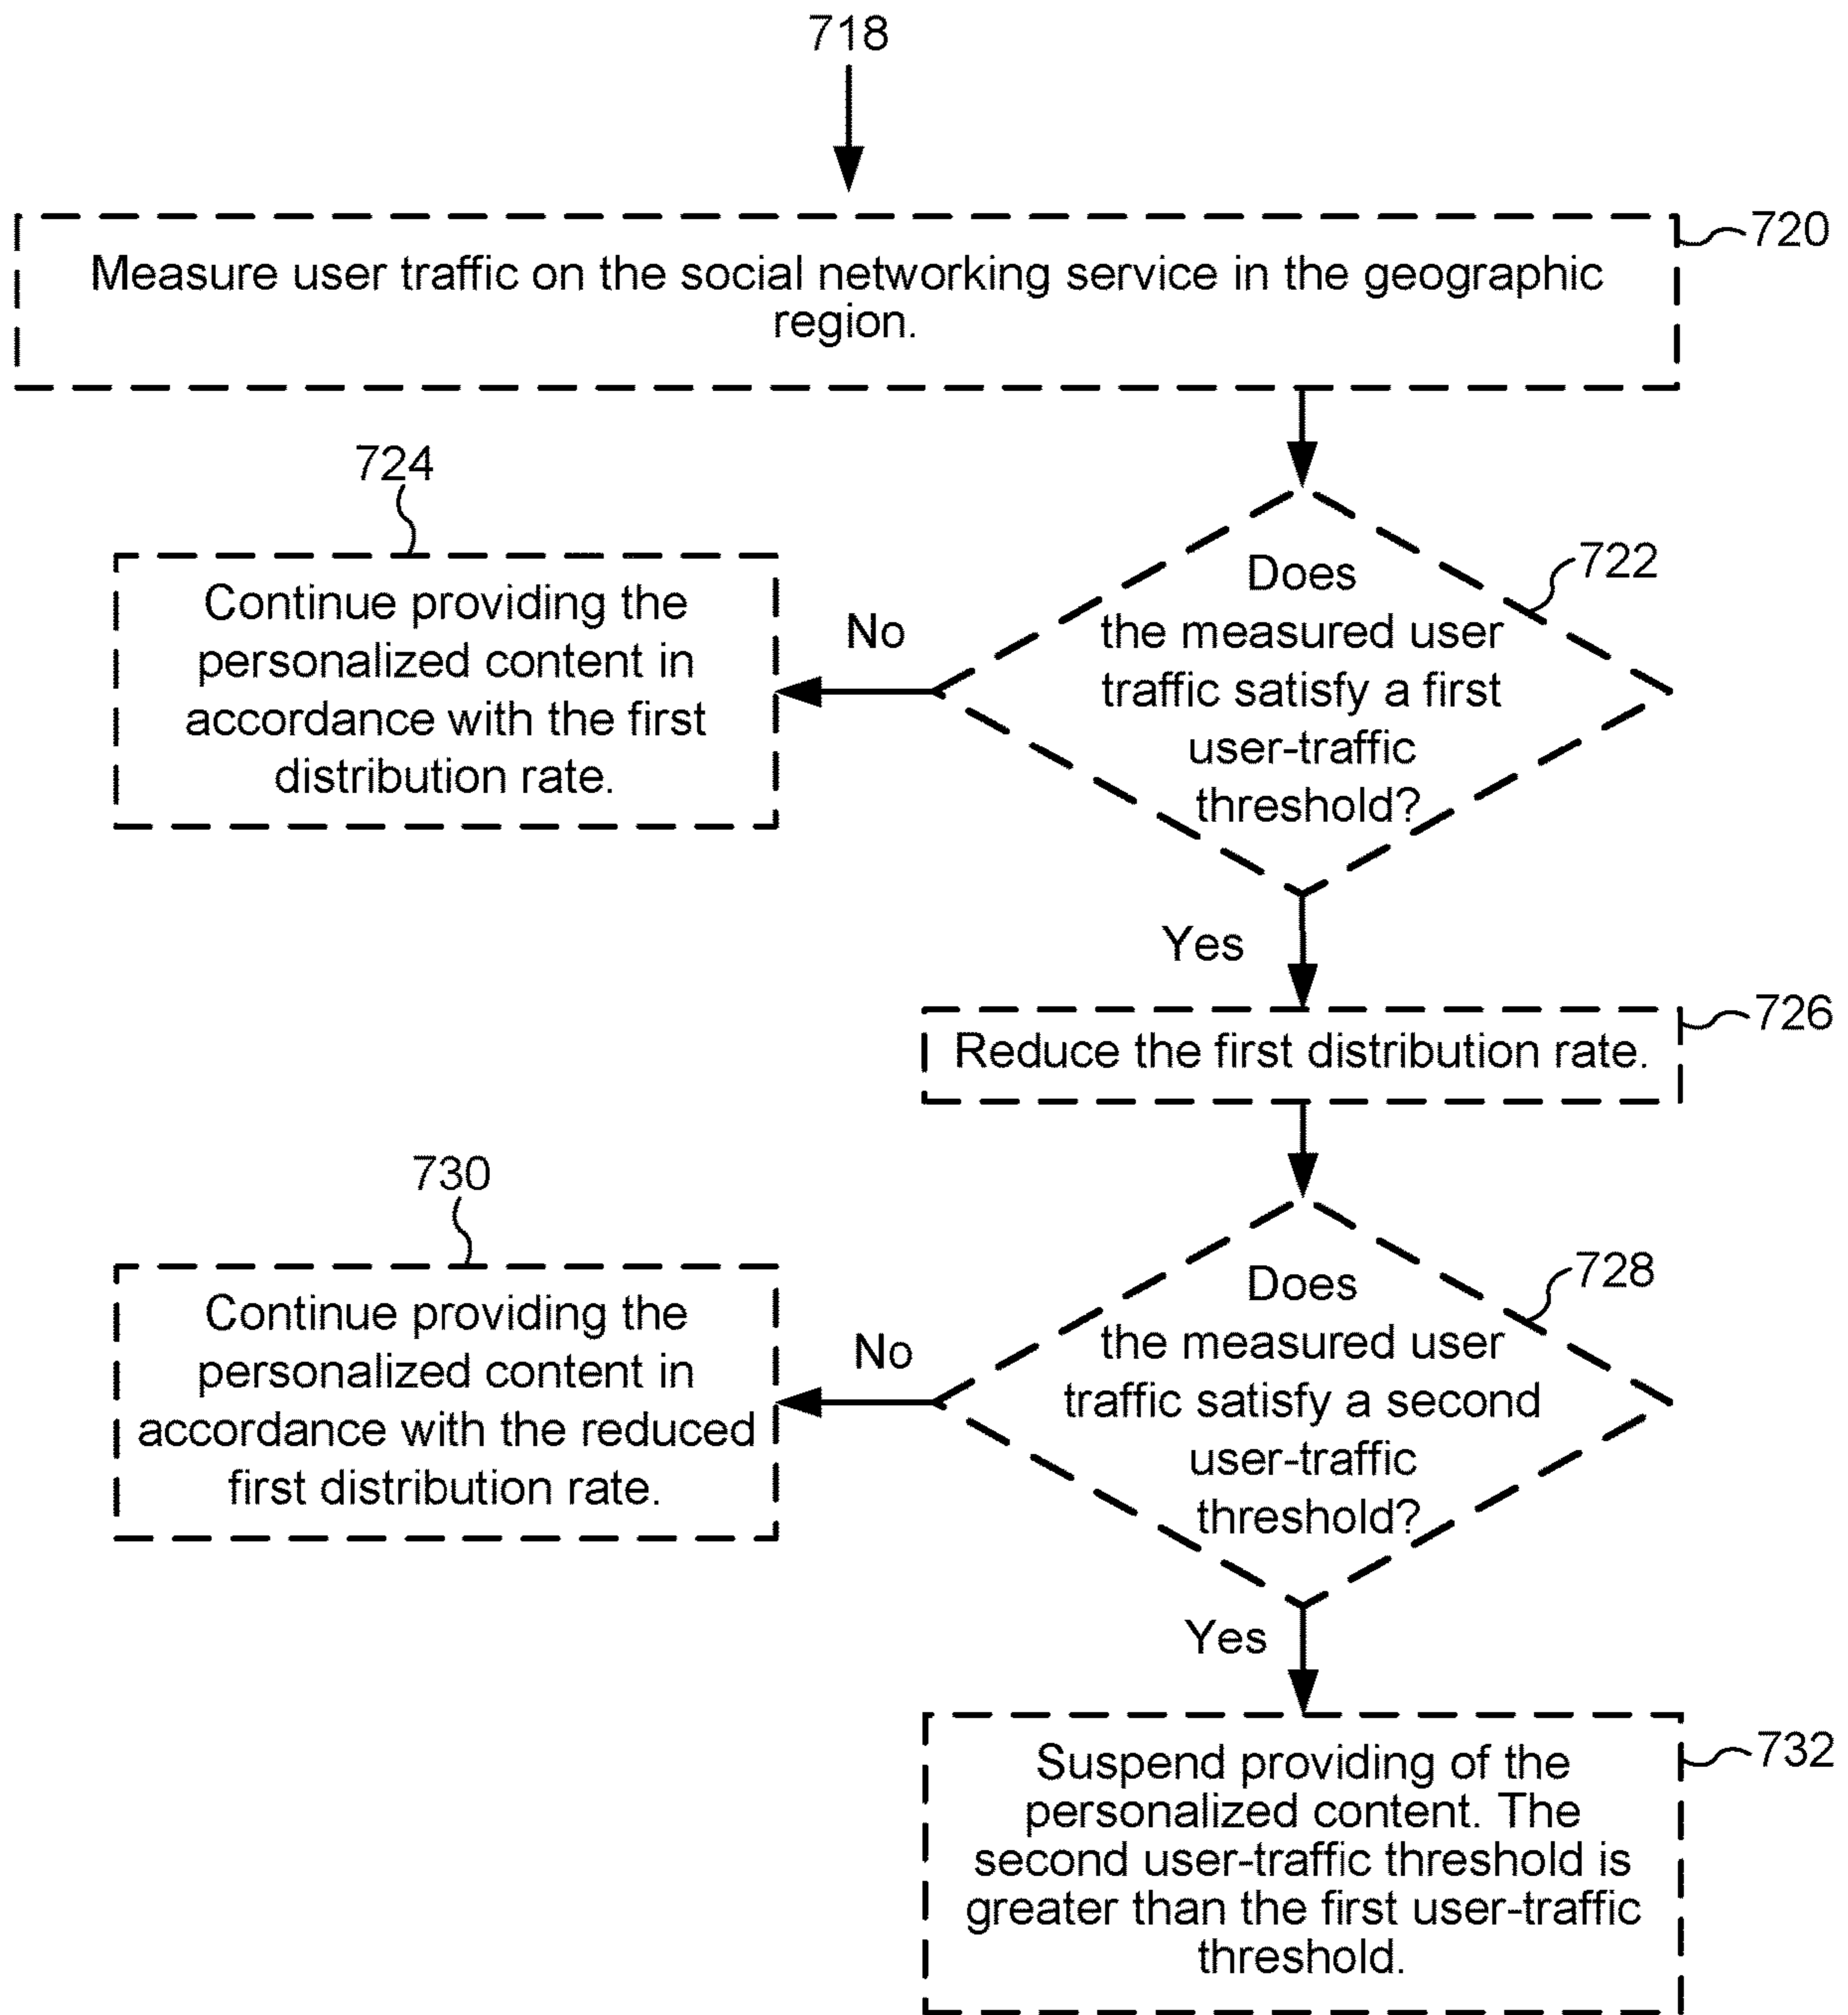 718
720
Measure user traffic on the social networking service in the geographic
region.
724
Continue providing the
personalized content in
accordance with the first
distribution rate.
No
722
Does
the measured user
traffic satisfy a first
user-traffic
threshold?
Yes
726
Reduce the first distribution rate.
730
Continue providing the
personalized content in
accordance with the reduced
first distribution rate.
No
728
Does
the measured user
traffic satisfy a second
user-traffic
threshold?
Yes
732
Suspend providing of the
personalized content. The
second user-traffic threshold is
greater than the first user-traffic
threshold.